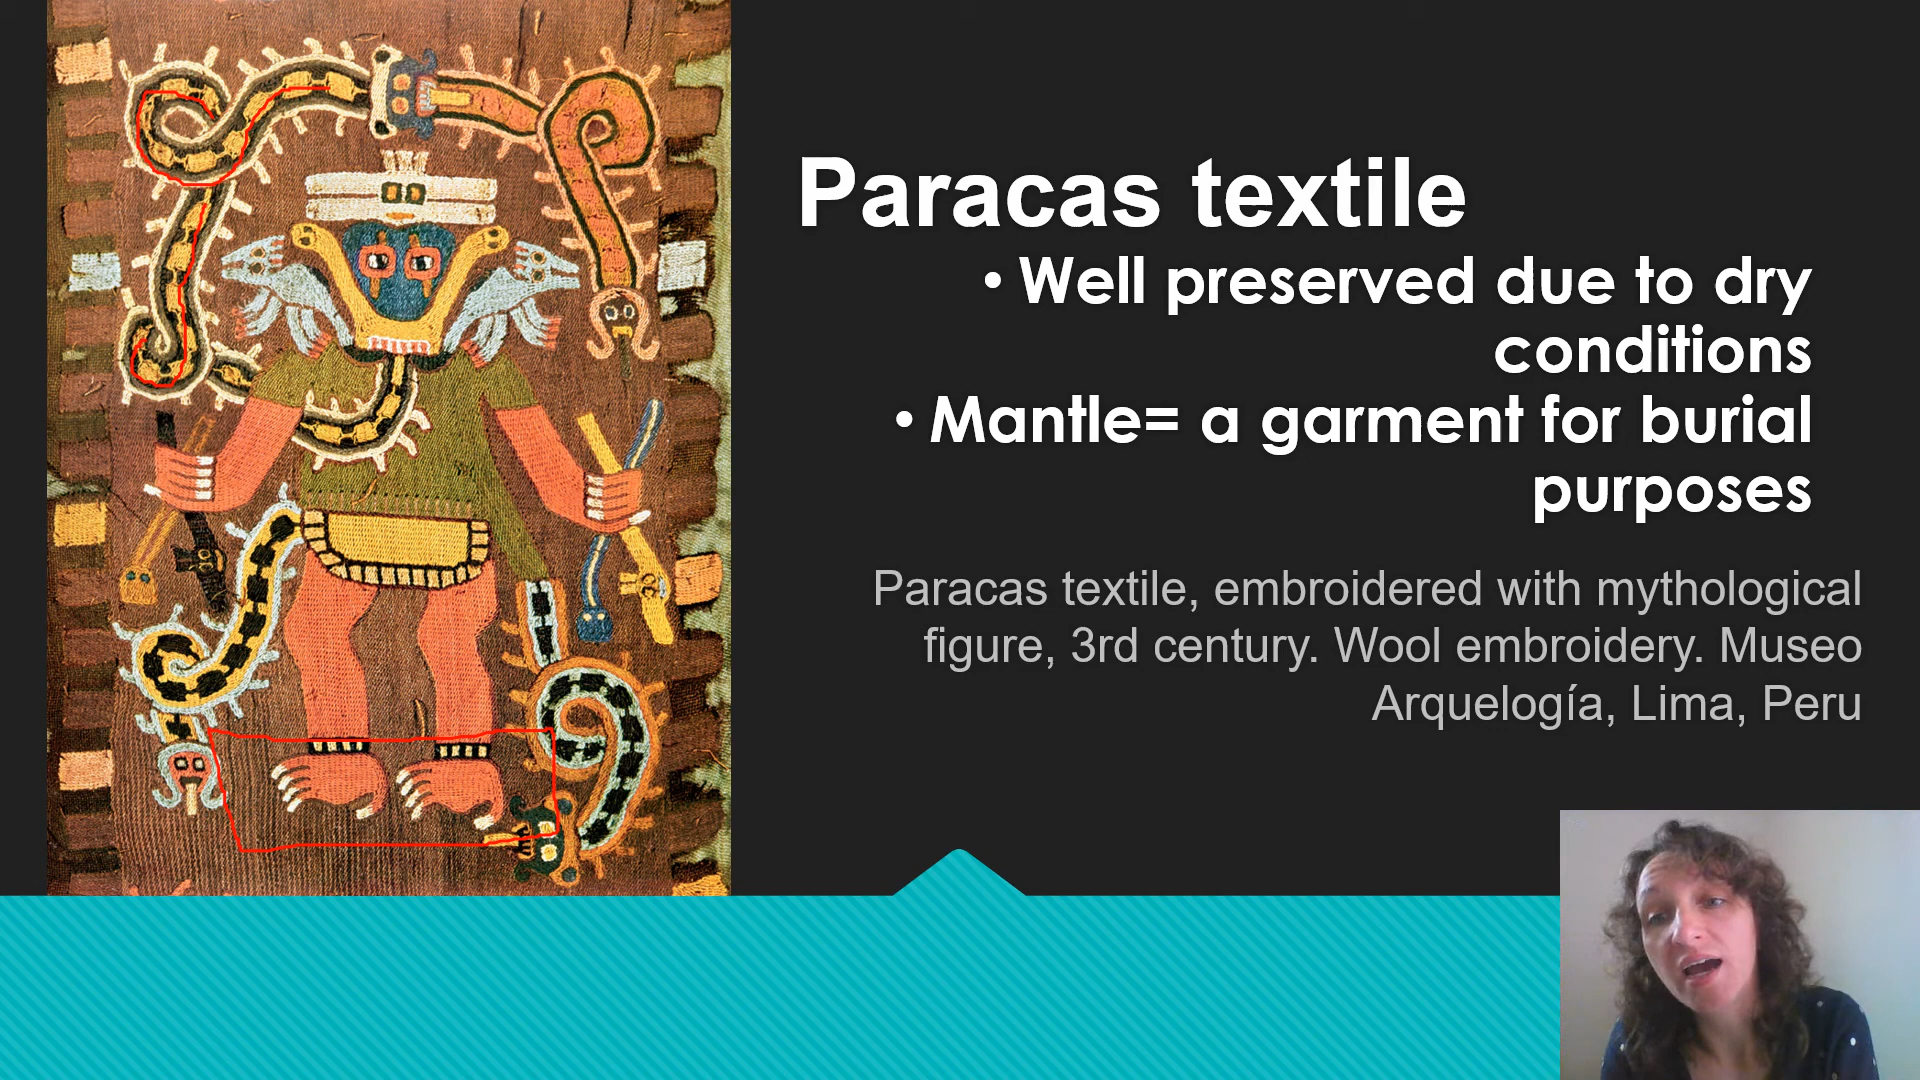 Paracas textile
• Well preserved due to dry
conditions
• Mantle= a garment for burial
purposes
Paracas textile, embroidered with mythological
figure, 3rd century. Wool embroidery. Museo
Arquelogía, Lima, Peru